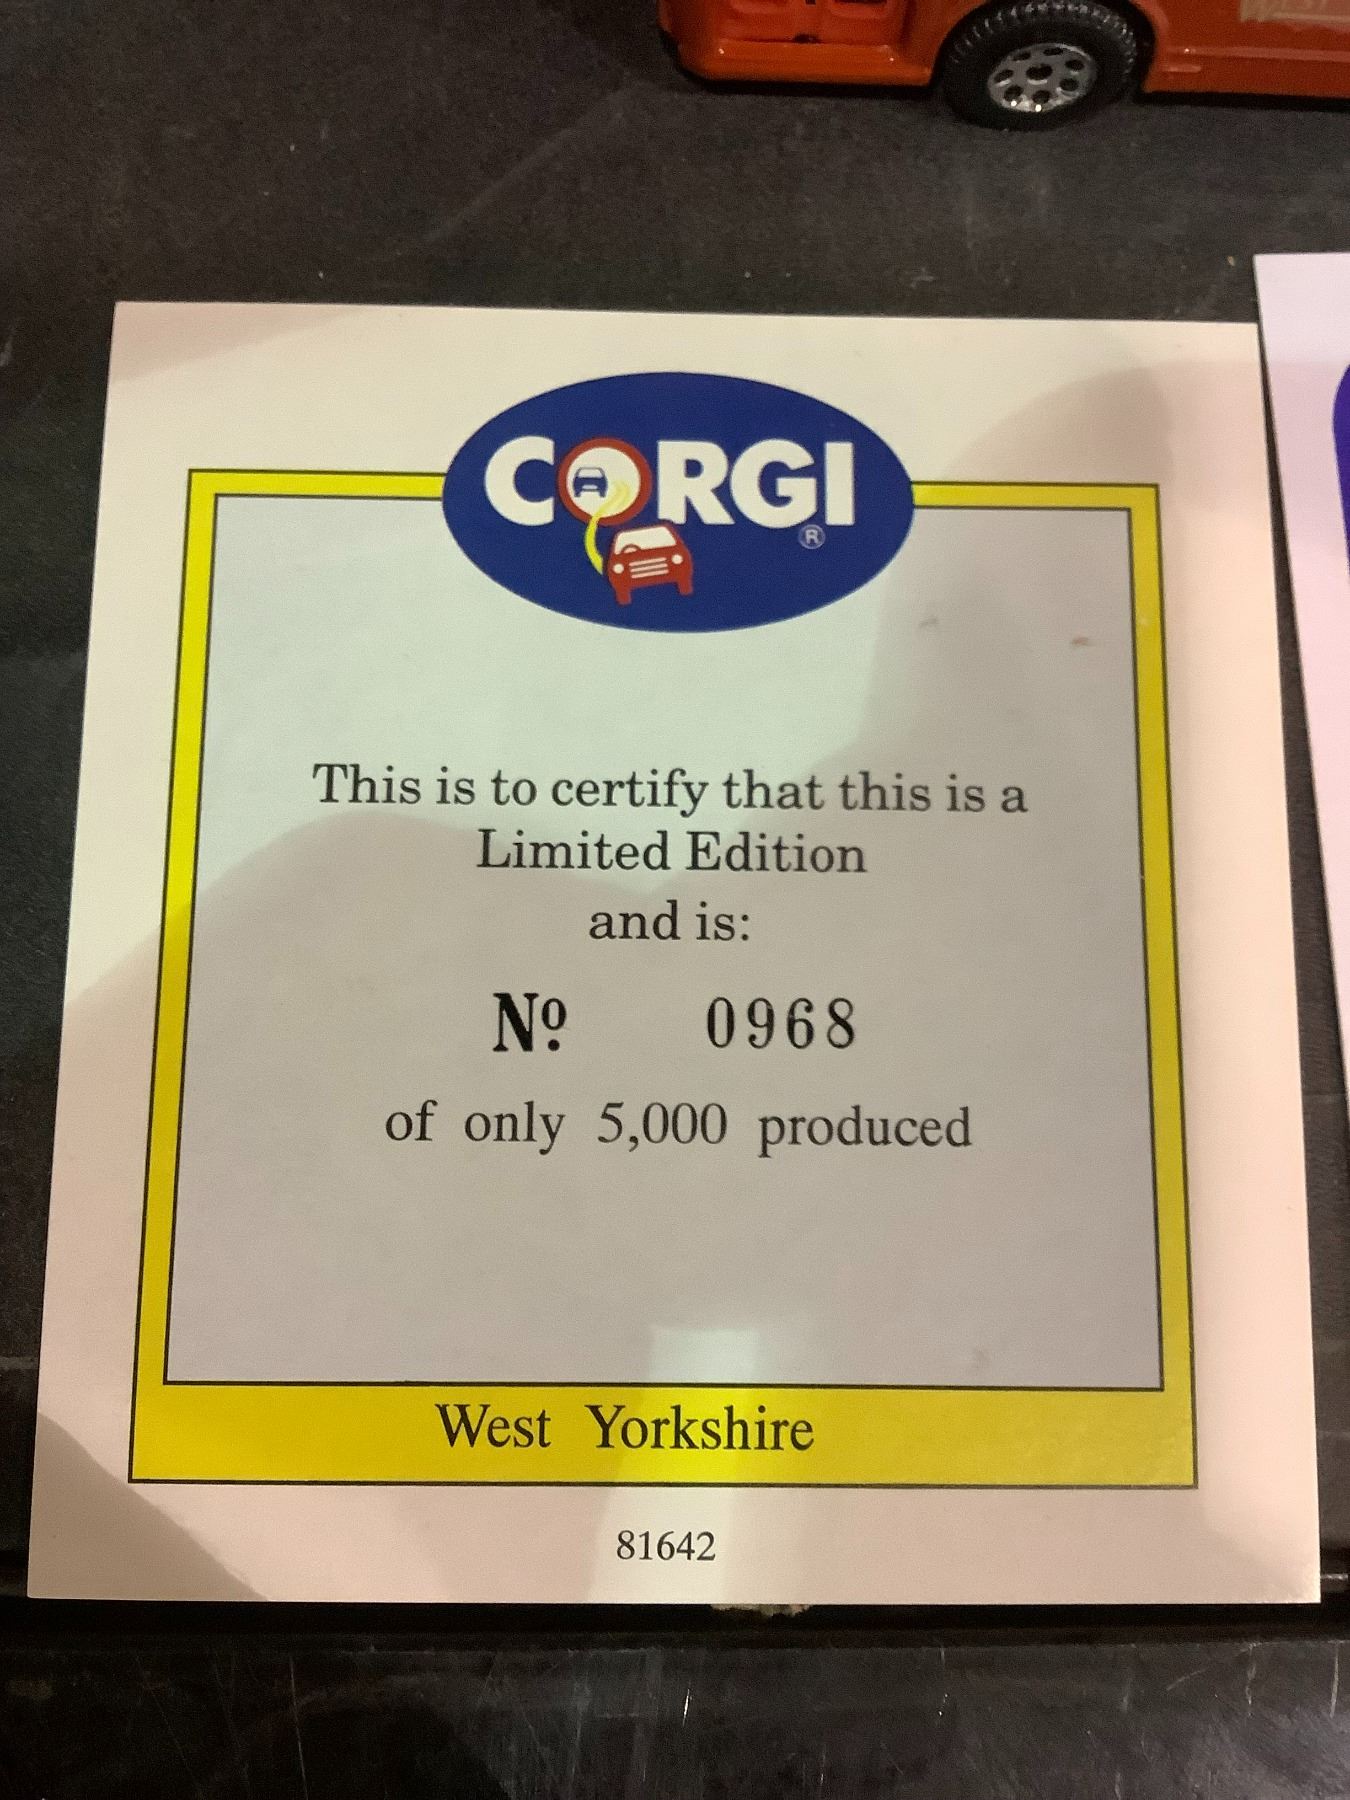 WEST
CORGI
®
This is to certify that this is a
Limited Edition
and is:
Nº 0968
of only 5,000 produced
West Yorkshire
81642